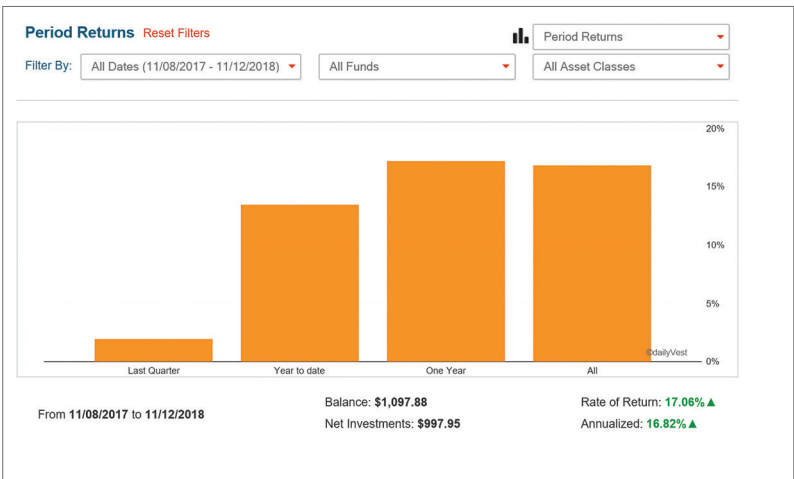 Period Returns Reset Filters
Period Returns
Filter By: All Dates (11/08/2017 - 11/12/2018) All Funds All Asset Classes
20%
15%
10%
5%
©dailyVest
0%
Last Quarter Year to date One Year All
Balance: $1,097.88 Rate of Return: 17.06%▲
From 11/08/2017 to 11/12/2018
Net Investments: $997.95 Annualized: 16.82%▲